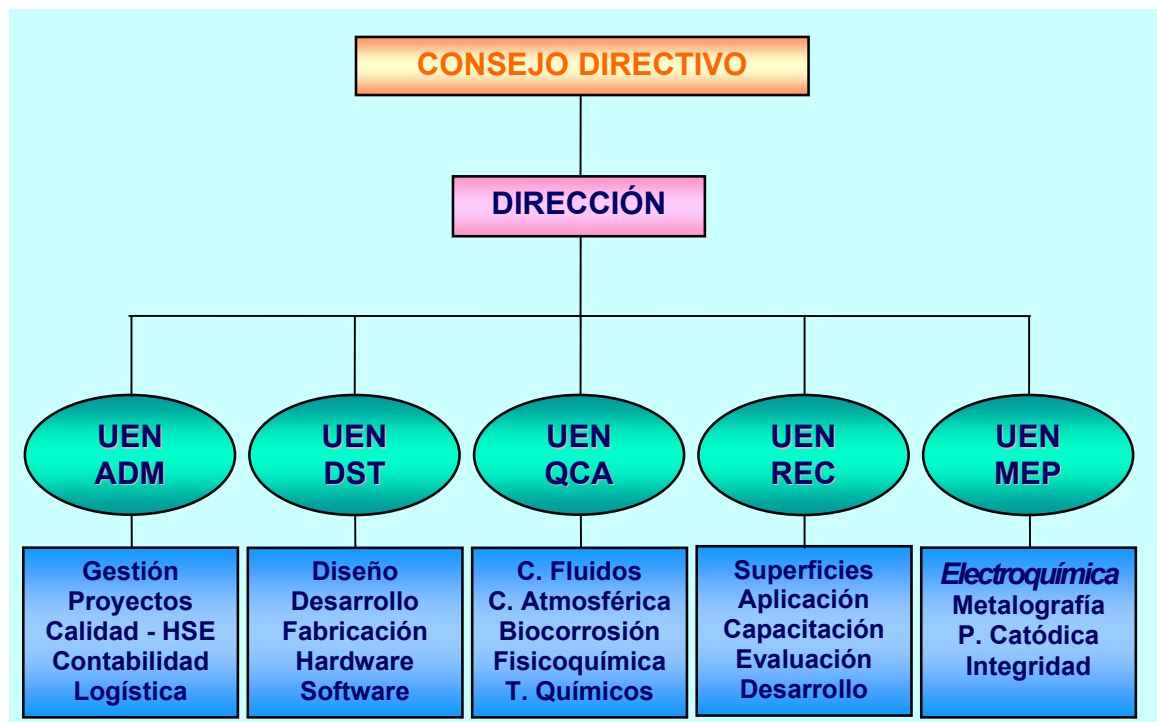 CONSEJO DIRECTIVO
DIRECCIÓN
UEN
ADM
UEN
DST
UEN
QCA
UEN
REC
UEN
MEP
Gestión
Proyectos
Calidad - HSE
Contabilidad
Logística
Diseño
Desarrollo
Fabricación
Hardware
Software
C. Fluidos
C. Atmosférica
Biocorrosión
Fisicoquímica
T. Químicos
Superficies
Aplicación
Capacitación
Evaluación
Desarrollo
Electroquímica
Metalografía
P. Catódica
Integridad